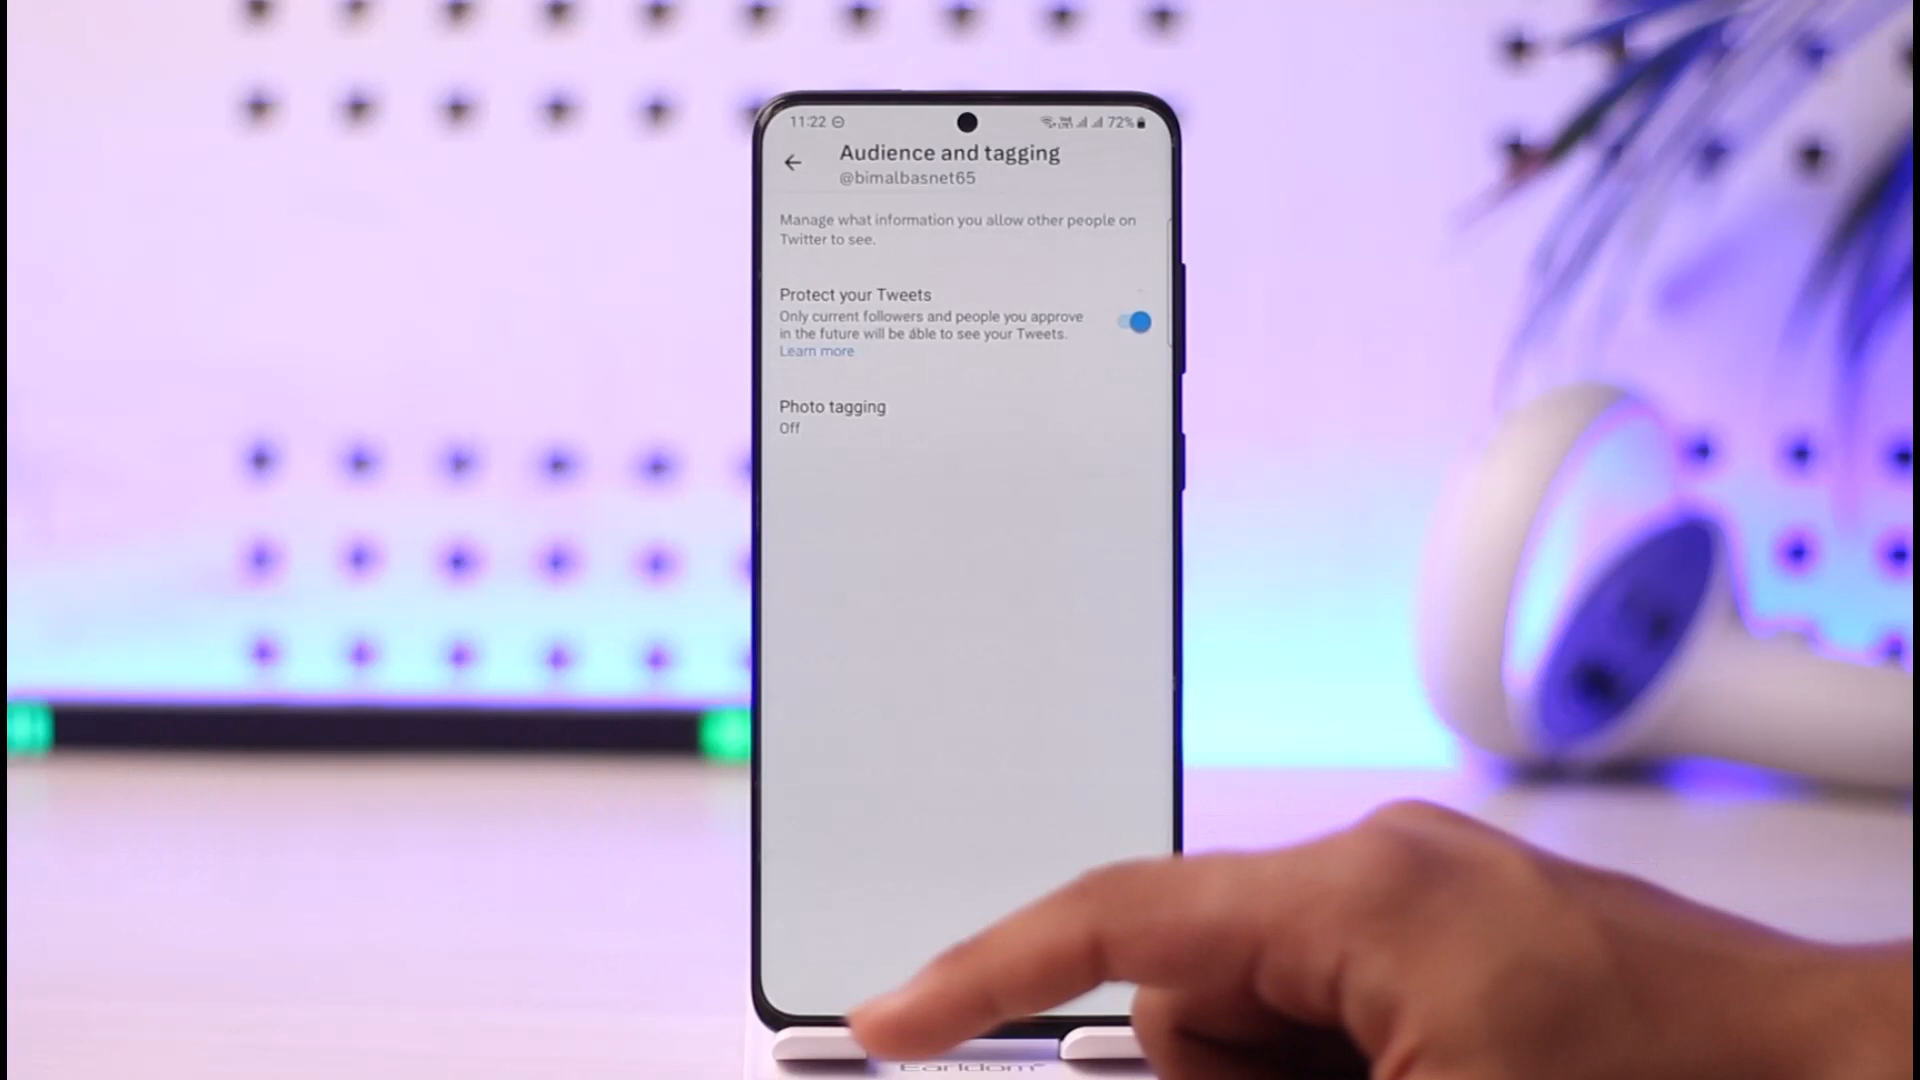 11:22 72%
Audience and tagging
@bimalbasnet65
Manage what information you allow other people on
Twitter to see.
Protect your Tweets
Only current followers and people you approve
in the future will be able to see your Tweets.
Learn more
Photo tagging
Off
Earldom